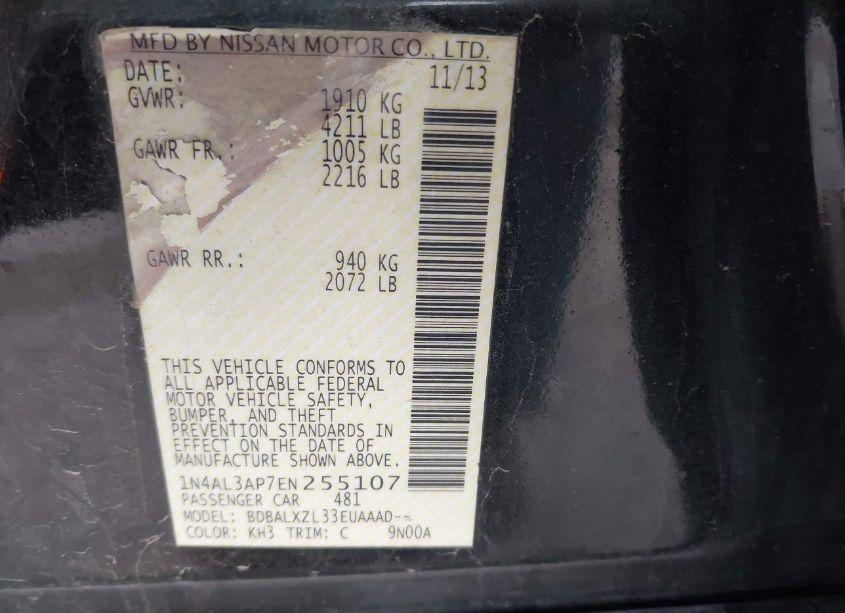 MFD BY NISSAN MOTOR CO., LTD.
DATE: 11/13
GVWR: 1910 KG
4211 LB
GAWR FR.: 1005 KG
2216 LB
GAWR RR.: 940 KG
2072 LB
THIS VEHICLE CONFORMS TO
ALL APPLICABLE FEDERAL
MOTOR VEHICLE SAFETY,
BUMPER, AND THEFT
PREVENTION STANDARDS IN
EFFECT ON THE DATE OF
MANUFACTURE SHOWN ABOVE.
1N4AL3AP7EN255107
PASSENGER CAR 481
MODEL: BDBALXZL33EUAAAD--
COLOR: KH3 TRIM: C 9N00A